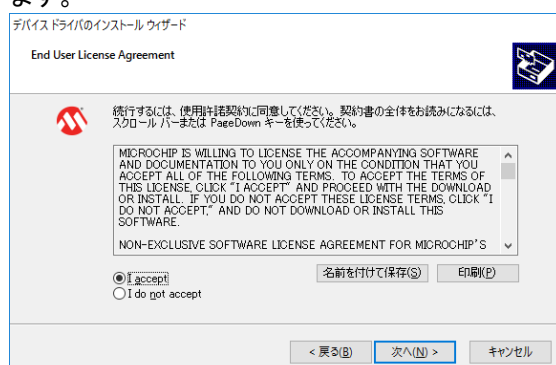 ます。
デバイス ドライバのインストール ウィザード
End User License Agreement
続行するには、使用許諾契約に同意してください。契約書の全体をお読みになるには、
スクロール バーまたは PageDown キーを使ってください。
MICROCHIP IS WILLING TO LICENSE THE ACCOMPANYING SOFTWARE
AND DOCUMENTATION TO YOU ONLY ON THE CONDITION THAT YOU
ACCEPT ALL OF THE FOLLOWING TERMS. TO ACCEPT THE TERMS OF
THIS LICENSE, CLICK "I ACCEPT" AND PROCEED WITH THE DOWNLOAD
OR INSTALL. IF YOU DO NOT ACCEPT THESE LICENSE TERMS, CLICK "I
DO NOT ACCEPT," AND DO NOT DOWNLOAD OR INSTALL THIS
SOFTWARE.
NON-EXCLUSIVE SOFTWARE LICENSE AGREEMENT FOR MICROCHIP'S
I accept
名前を付けて保存(S) 印刷(P)
I do not accept
< 戻る(B) 次へ(N) > キャンセル